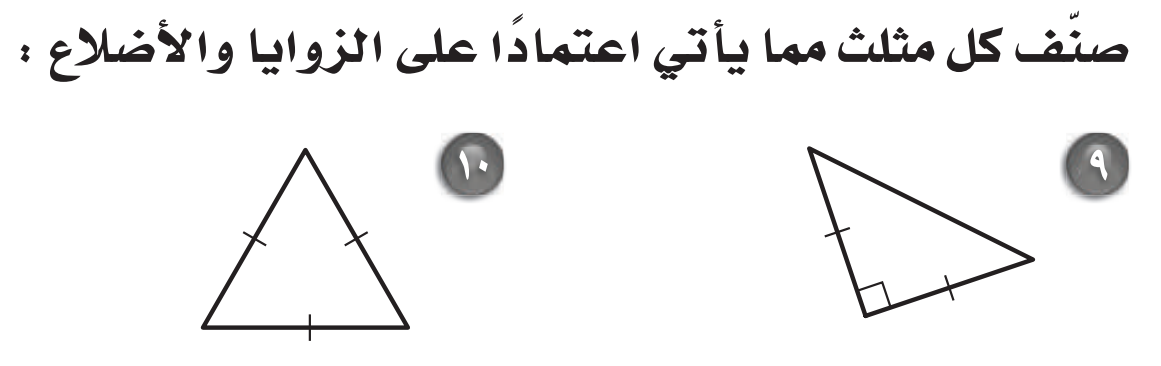 صنّف كل مثلث مما يأتي اعتمادًا على الزوايا والأضلاع :
٩
١٠